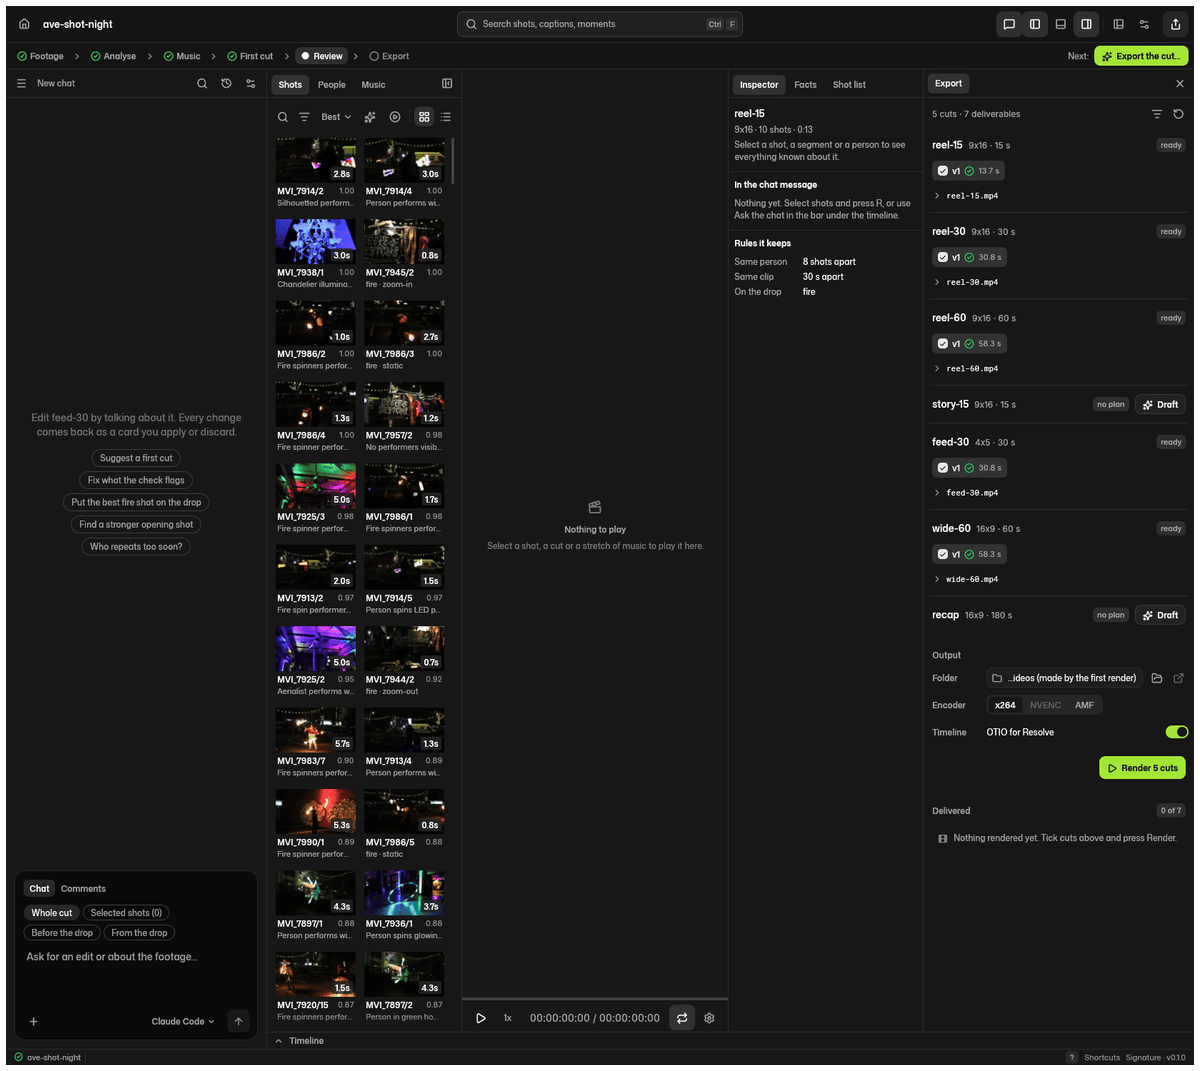 ave-shot-night
Search shots, captions, moments
Ctrl F
Footage
Analyse
Music
First cut
Review
Export
Next:
Export the cut...
New chat
Edit feed-30 by talking about it. Every change
comes back as a card you apply or discard.
Suggest a first cut
Fix what the check flags
Put the best fire shot on the drop
Find a stronger opening shot
Who repeats too soon?
Chat Comments
Whole cut
Selected shots (0)
Before the drop
From the drop
Ask for an edit or about the footage...
Claude Code
Shots People Music
Best
2.8s
MVI_7914/2 1.00
Silhouetted perform...
3.0s
MVI_7914/4 1.00
Person performs wi...
3.0s
MVI_7938/1 1.00
Chandelier illumina...
0.8s
MVI_7945/2 1.00
fire · zoom-in
1.0s
MVI_7986/2 1.00
Fire spinners perfor...
2.7s
MVI_7986/3 1.00
fire · static
1.3s
MVI_7986/4 1.00
Fire spinner perfor...
1.2s
MVI_7957/2 0.98
No performers visib...
5.0s
MVI_7925/3 0.98
Fire spinner perfor...
1.7s
MVI_7986/1 0.98
Fire spinners perfor...
2.0s
MVI_7913/2 0.97
Fire spin performer...
1.5s
MVI_7914/5 0.97
Person spins LED p...
5.0s
MVI_7925/2 0.95
Aerialist performs w...
0.7s
MVI_7944/2 0.92
fire · zoom-out
5.7s
MVI_7983/7 0.90
Fire spinners perfor...
1.3s
MVI_7913/4 0.89
Person performs wi...
5.3s
MVI_7990/1 0.89
Fire spinner perfor...
0.8s
MVI_7986/5 0.88
fire · static
4.3s
MVI_7897/1 0.88
Person performs wi...
3.7s
MVI_7936/1 0.88
Person spins glowin...
1.5s
MVI_7920/15 0.87
Fire spinners perfor...
4.3s
MVI_7897/2 0.87
Person in green ho...
Nothing to play
Select a shot, a cut or a stretch of music to play it here.
1x
00:00:00:00 / 00:00:00:00
Timeline
Inspector Facts Shot list
reel-15
9x16 · 10 shots · 0:13
Select a shot, a segment or a person to see
everything known about it.
In the chat message
Nothing yet. Select shots and press R, or use
Ask the chat in the bar under the timeline.
Rules it keeps
Same person 8 shots apart
Same clip 30 s apart
On the drop fire
Export
5 cuts · 7 deliverables
reel-15 9x16 · 15 s ready
v1 13.7 s
reel-15.mp4
reel-30 9x16 · 30 s ready
v1 30.8 s
reel-30.mp4
reel-60 9x16 · 60 s ready
v1 58.3 s
reel-60.mp4
story-15 9x16 · 15 s no plan Draft
feed-30 4x5 · 30 s ready
v1 30.8 s
feed-30.mp4
wide-60 16x9 · 60 s ready
v1 58.3 s
wide-60.mp4
recap 16x9 · 180 s no plan Draft
Output
Folder ...ideos (made by the first render)
Encoder x264 NVENC AMF
Timeline OTIO for Resolve
Render 5 cuts
Delivered 0 of 7
Nothing rendered yet. Tick cuts above and press Render.
ave-shot-night
? Shortcuts Signature · v0.1.0